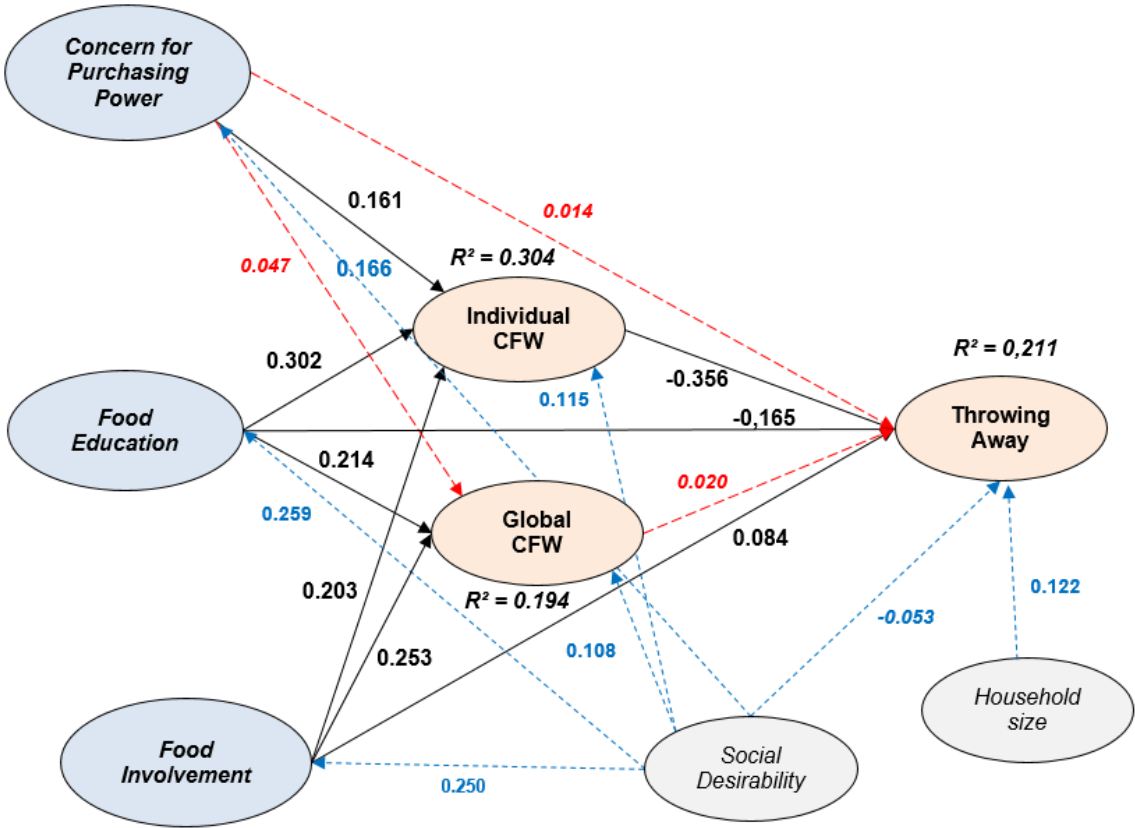 Concern for
Purchasing
Power
0.161
0.014
R² = 0.304
0.047
0.166
Individual
CFW
R² = 0,211
0.302
-0.356
0.115
Throwing
Away
Food
Education
-0,165
0.214
0.020
0.259
Global
CFW
0.084
0.203
R² = 0.194
0.122
-0.053
0.108
0.253
Household
size
Food
Involvement
Social
Desirability
0.250